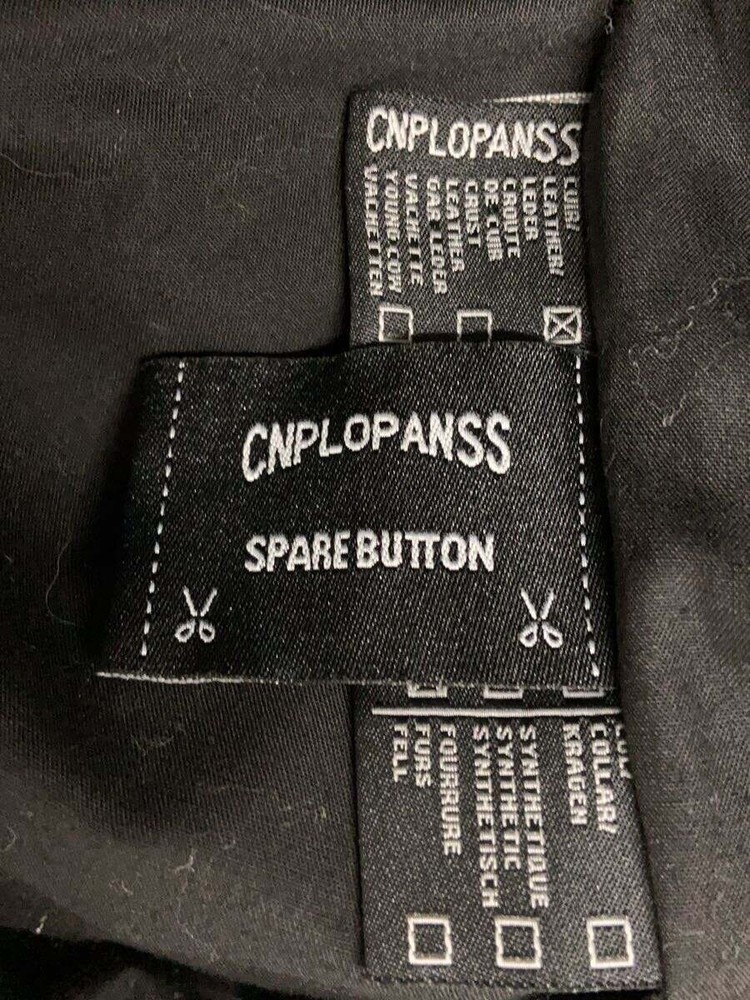 CNPLOPANSS
CUIR/
LEATHER/
LEDER
CROUTE
DE CUIR
CRUST
LEATHER
GAR. LEDER
VACHETTE
YOUNG COW
VACHETTEN
CNPLOPANSS
SPARE BUTTON
COLLAR/
KRAGEN
SYNTHETIQUE
SYNTHETIC
SYNTHETISCH
FOURRURE
FURS
FELL